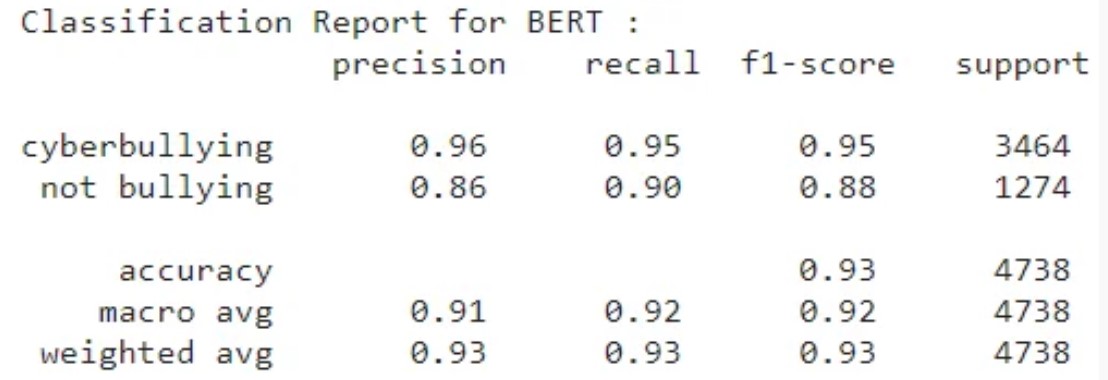 Classification Report for BERT :
precision recall f1-score support
cyberbullying 0.96 0.95 0.95 3464
not bullying 0.86 0.90 0.88 1274
accuracy 0.93 4738
macro avg 0.91 0.92 0.92 4738
weighted avg 0.93 0.93 0.93 4738